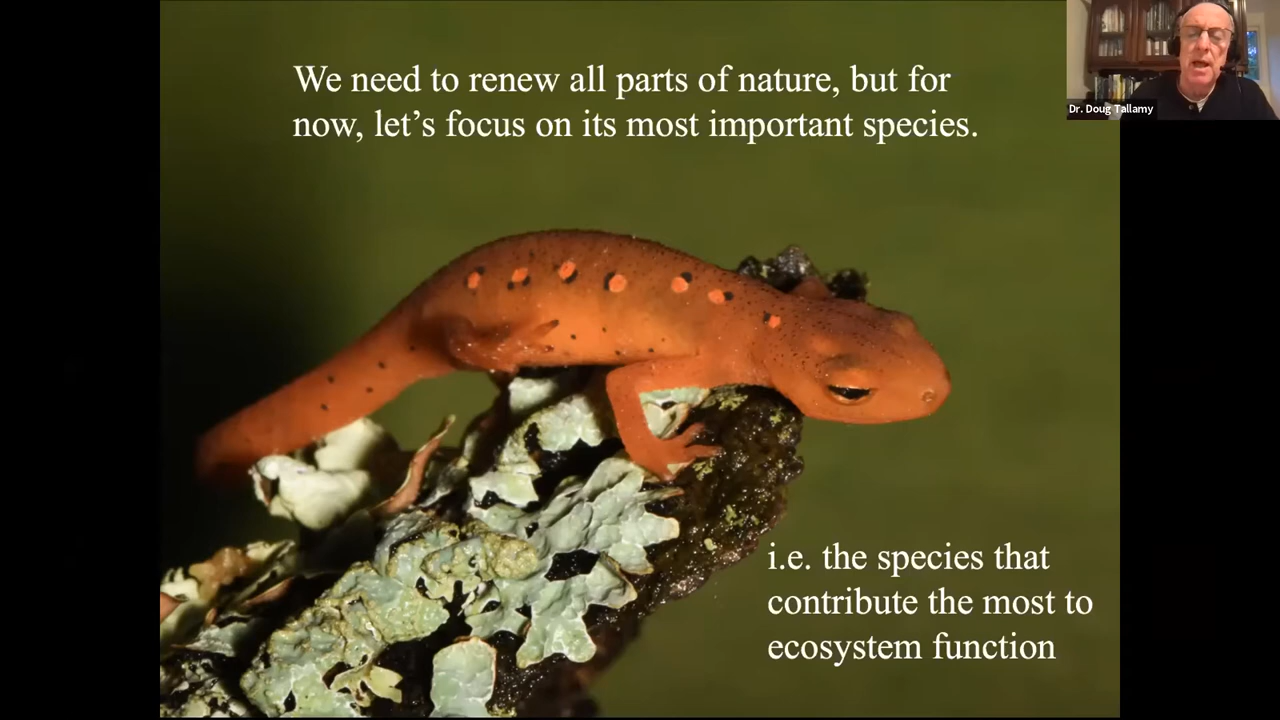 We need to renew all parts of nature, but for
now, let's focus on its most important species.
Dr. Doug Tallamy
i.e. the species that
contribute the most to
ecosystem function